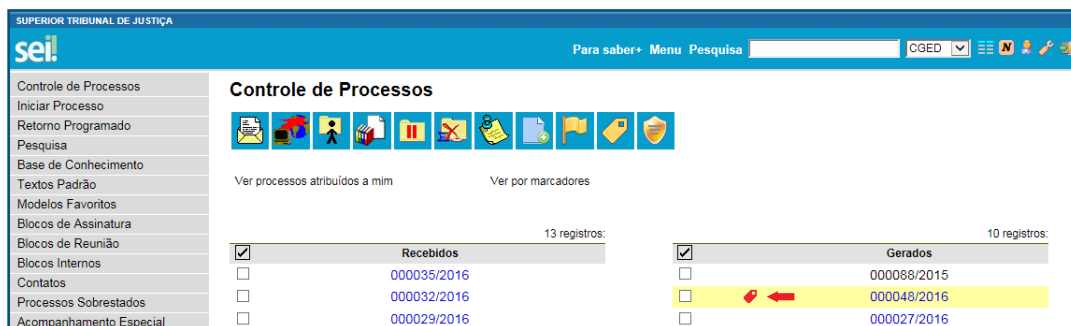 SUPERIOR TRIBUNAL DE JUSTIÇA
sei!
Para saber+ Menu Pesquisa
CGED
N
Controle de Processos
Iniciar Processo
Retorno Programado
Pesquisa
Base de Conhecimento
Textos Padrão
Modelos Favoritos
Blocos de Assinatura
Blocos de Reunião
Blocos Internos
Contatos
Processos Sobrestados
Acompanhamento Especial
Controle de Processos
Ver processos atribuídos a mim
Ver por marcadores
13 registros:
Recebidos
000035/2016
000032/2016
000029/2016
10 registros:
Gerados
000088/2015
000048/2016
000027/2016